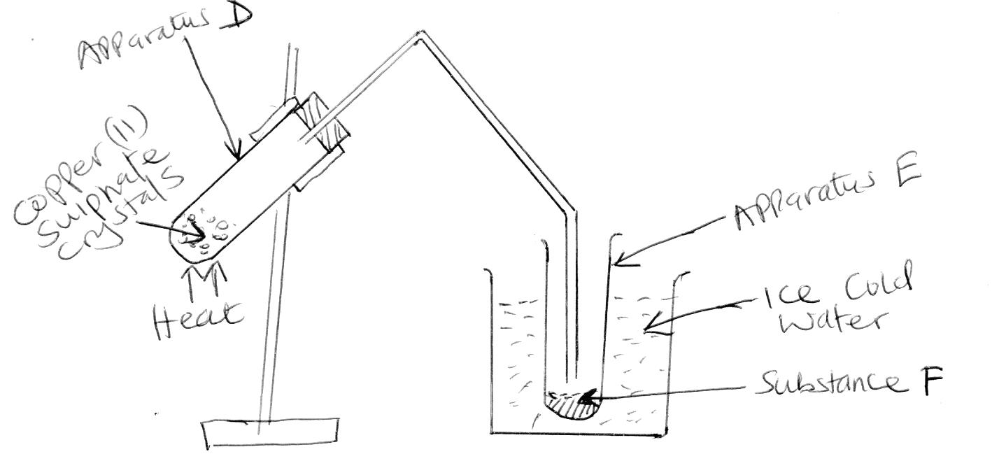 Apparatus D
Copper (II)
Sulphate
crystals
Heat
Apparatus E
Ice Cold
Water
Substance F